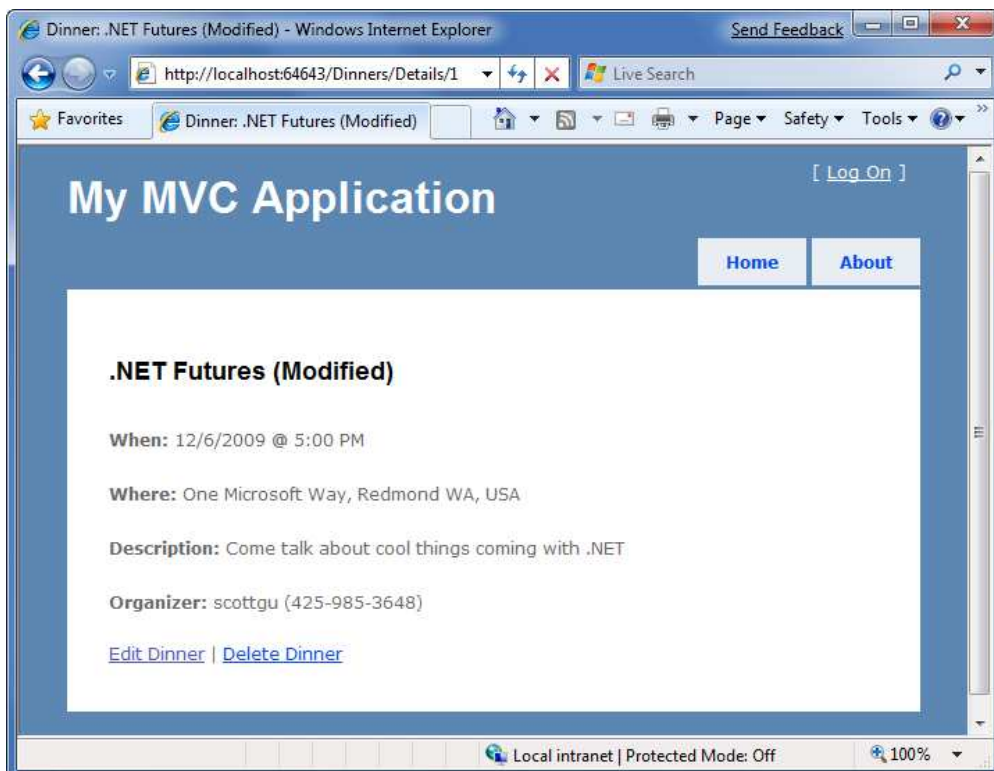 Dinner: .NET Futures (Modified) - Windows Internet Explorer
Send Feedback
http://localhost:64643/Dinners/Details/1
Live Search
Favorites
Dinner: .NET Futures (Modified)
Page
Safety
Tools
My MVC Application
[ Log On ]
Home
About
.NET Futures (Modified)
When: 12/6/2009 @ 5:00 PM
Where: One Microsoft Way, Redmond WA, USA
Description: Come talk about cool things coming with .NET
Organizer: scottgu (425-985-3648)
Edit Dinner | Delete Dinner
Local intranet | Protected Mode: Off
100%